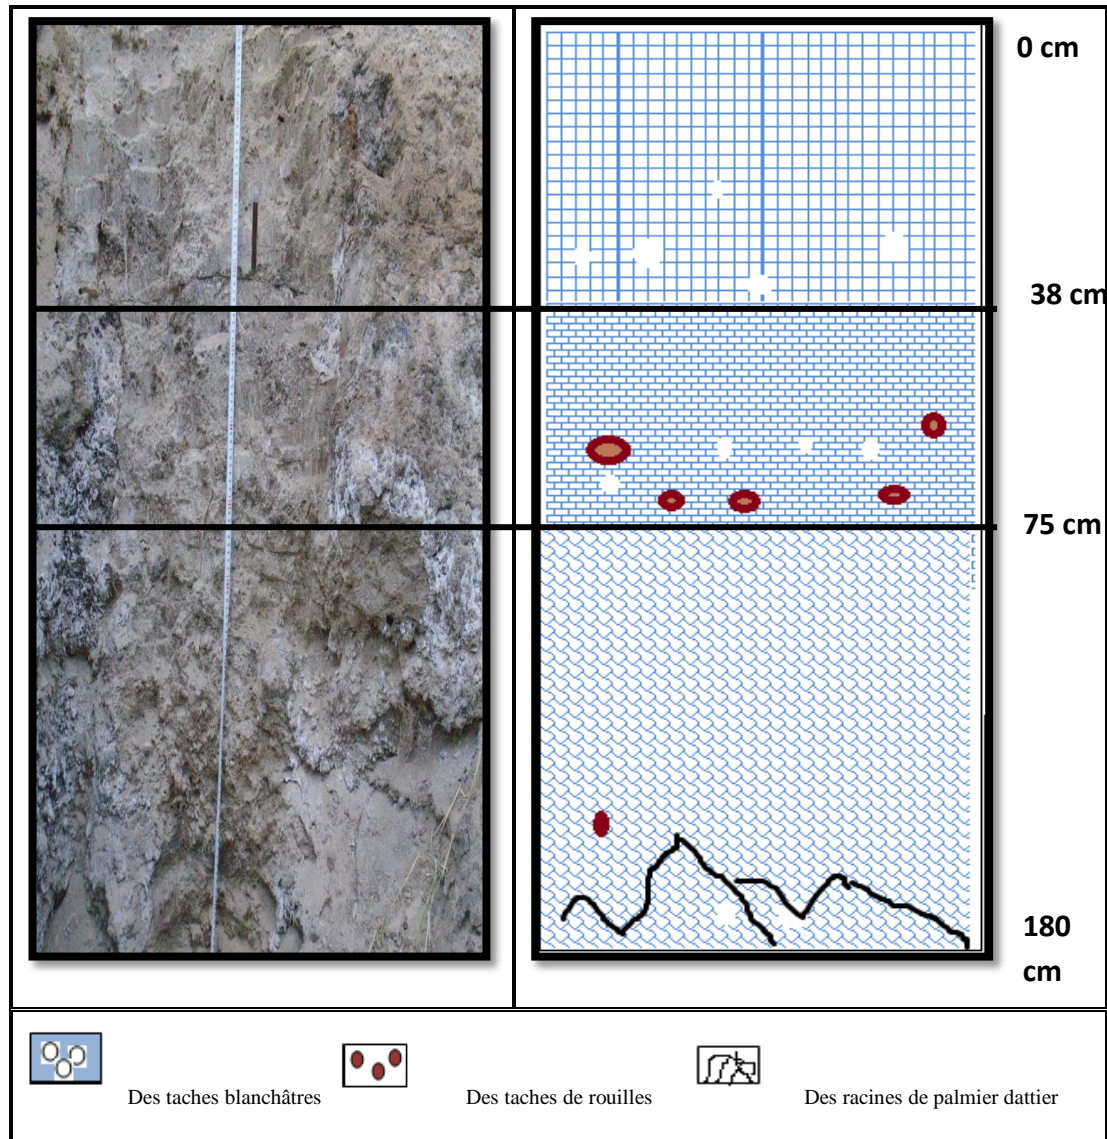 0 cm
38 cm
75 cm
180
cm
Des taches blanchâtres
Des taches de rouilles
Des racines de palmier dattier